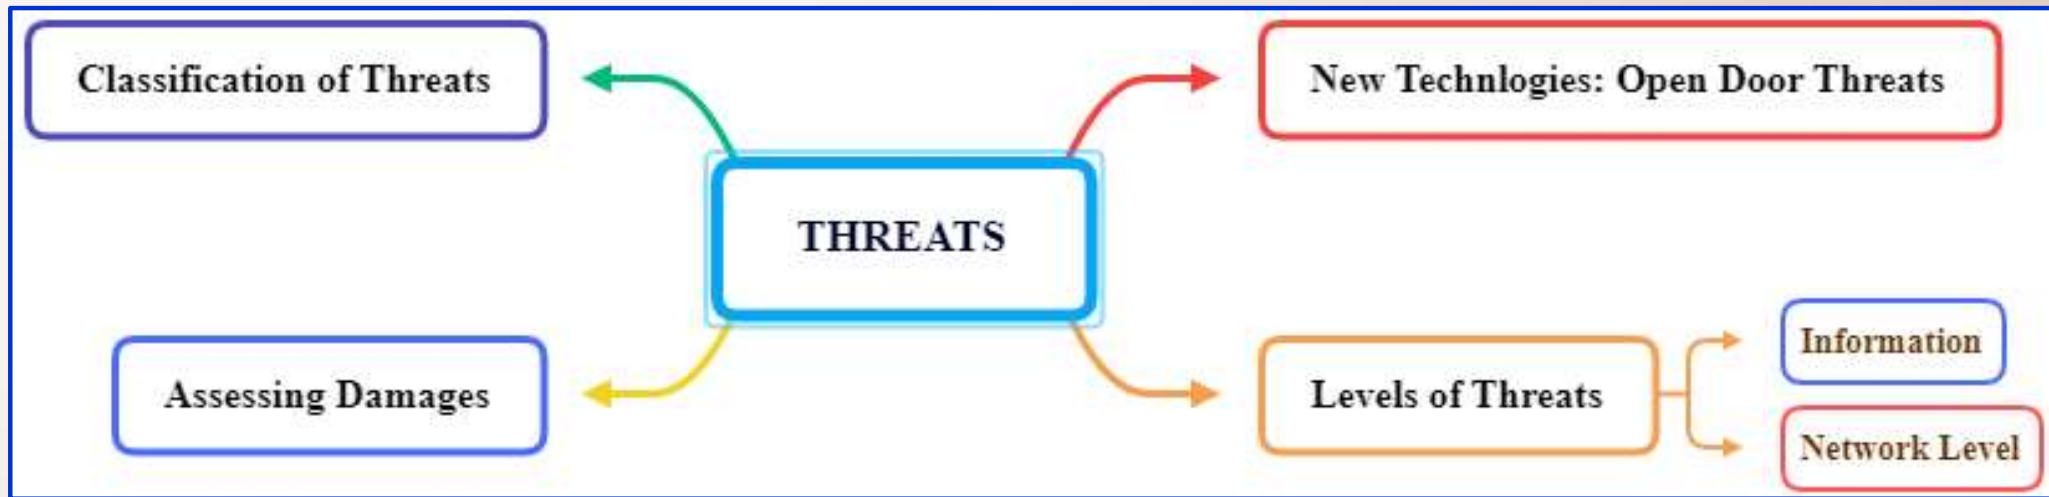 Classification of Threats
New Technlogies: Open Door Threats
THREATS
Assessing Damages
Levels of Threats
Information
Network Level